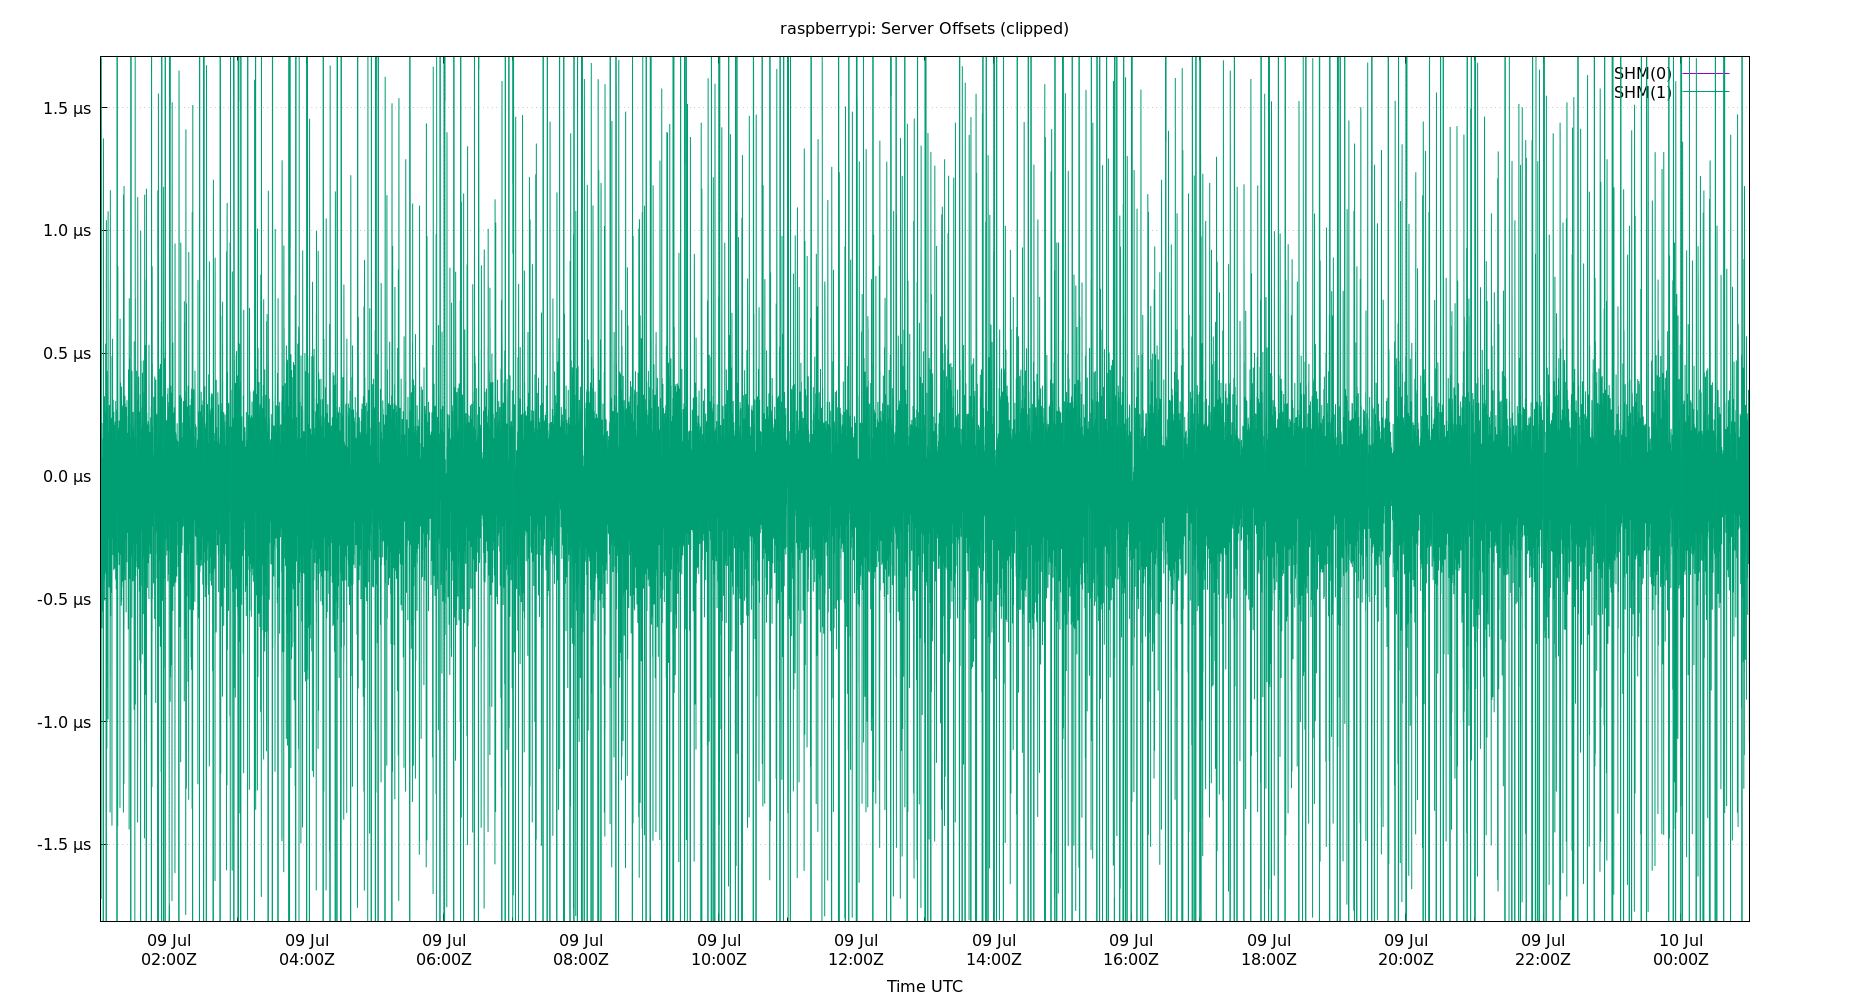 raspberrypi: Server Offsets (clipped)
SHM(0)
SHM(1)
1.5 µs
1.0 µs
0.5 µs
0.0 µs
-0.5 µs
-1.0 µs
-1.5 µs
09 Jul 09 Jul 09 Jul 09 Jul 09 Jul 09 Jul 09 Jul 09 Jul 09 Jul 09 Jul 09 Jul 10 Jul
02:00Z 04:00Z 06:00Z 08:00Z 10:00Z 12:00Z 14:00Z 16:00Z 18:00Z 20:00Z 22:00Z 00:00Z
Time UTC